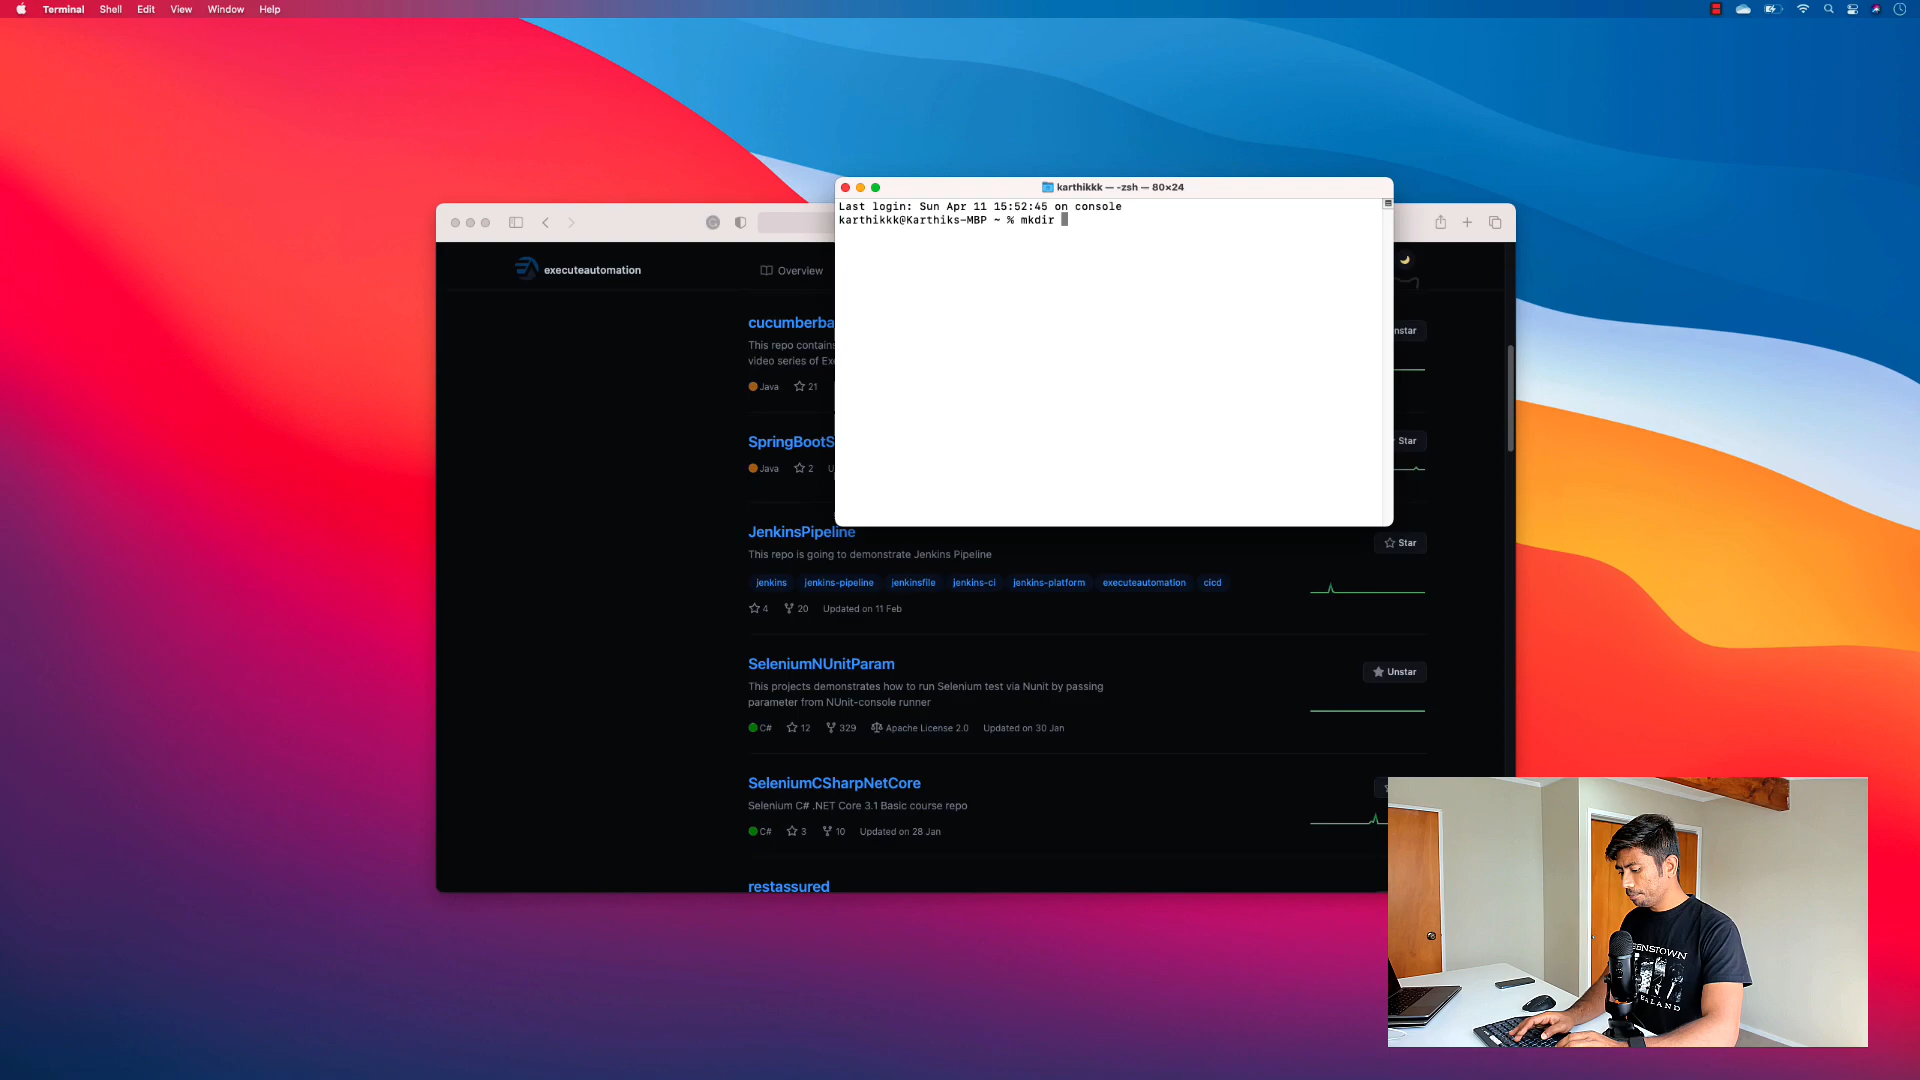 Terminal Shell Edit View Window Help
karthikkk — -zsh — 80×24
Last login: Sun Apr 11 15:52:45 on console
karthikkk@Karthiks-MBP ~ % mkdir
executeautomation
Overview
cucumberba
This repo contains
video series of Ex
Java 21
Unstar
SpringBootS
Java 2
Star
JenkinsPipeline
This repo is going to demonstrate Jenkins Pipeline
jenkins jenkins-pipeline jenkinsfile jenkins-ci jenkins-platform executeautomation cicd
4 20 Updated on 11 Feb
Star
SeleniumNUnitParam
This projects demonstrates how to run Selenium test via Nunit by passing
parameter from NUnit-console runner
C# 12 329 Apache License 2.0 Updated on 30 Jan
Unstar
SeleniumCSharpNetCore
Selenium C# .NET Core 3.1 Basic course repo
C# 3 10 Updated on 28 Jan
restassured
EENSTOWN
EALAND